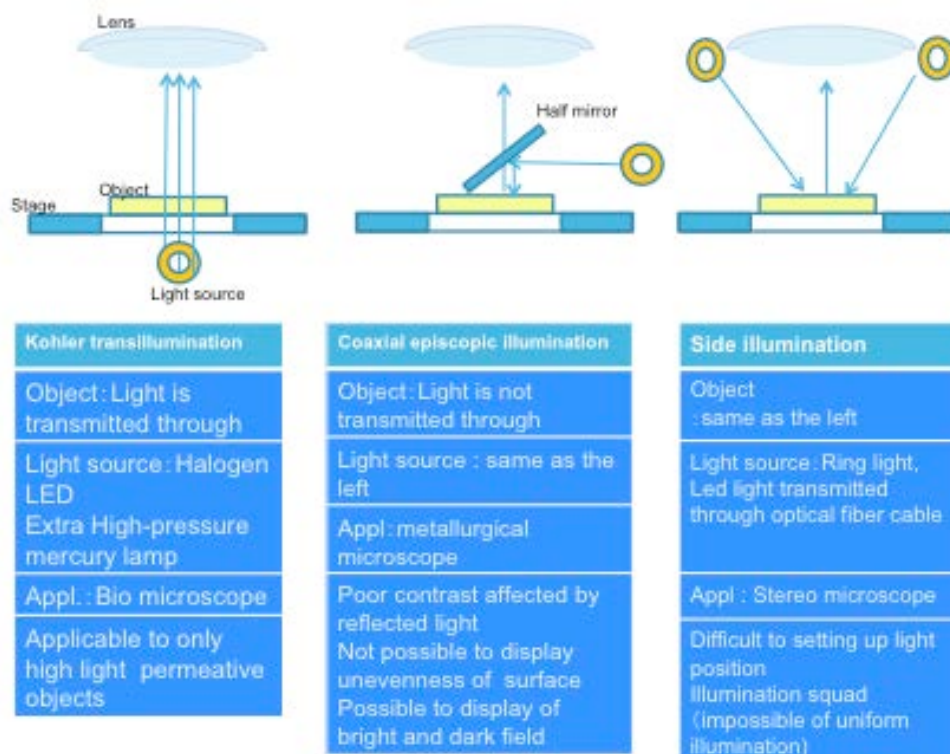 Lens
Half mirror
Object
Stage
Light source
Kohler transillumination
Object:Light is
transmitted through
Light source:Halogen
LED
Extra High-pressure
mercury lamp
Appl.:Bio microscope
Applicable to only
high light permeative
objects
Coaxial episcopic illumination
Object:Light is not
transmitted through
Light source : same as the
left
Appl:metallurgical
microscope
Poor contrast affected by
reflected light
Not possible to display
unevenness of surface
Possible to display of
bright and dark field
Side illumination
Object
:same as the left
Light source:Ring light,
Led light transmitted
through optical fiber cable
Appl : Stereo microscope
Difficult to setting up light
position
Illumination squad
(impossible of uniform
illumination)